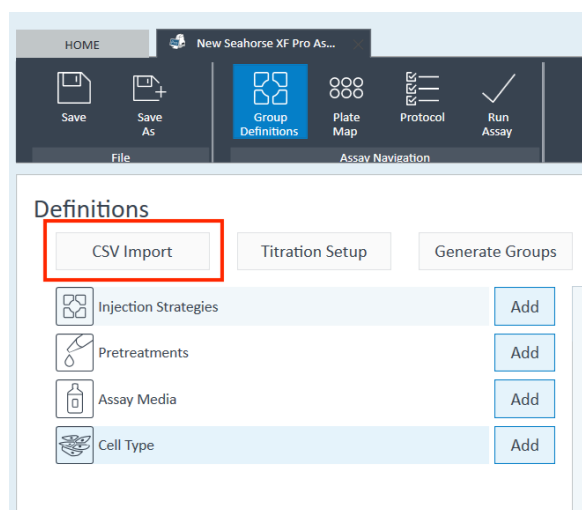 HOME
New Seahorse XF Pro As...
Save
Save
As
Group
Definitions
Plate
Map
Protocol
Run
Assay
File
Assay Navigation
Definitions
CSV Import
Titration Setup
Generate Groups
Injection Strategies
Add
Pretreatments
Add
Assay Media
Add
Cell Type
Add